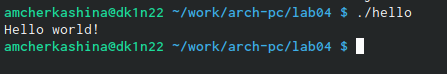 amcherkashina@dk1n22 ~/work/arch-pc/lab04 $ ./hello
Hello world!
amcherkashina@dk1n22 ~/work/arch-pc/lab04 $